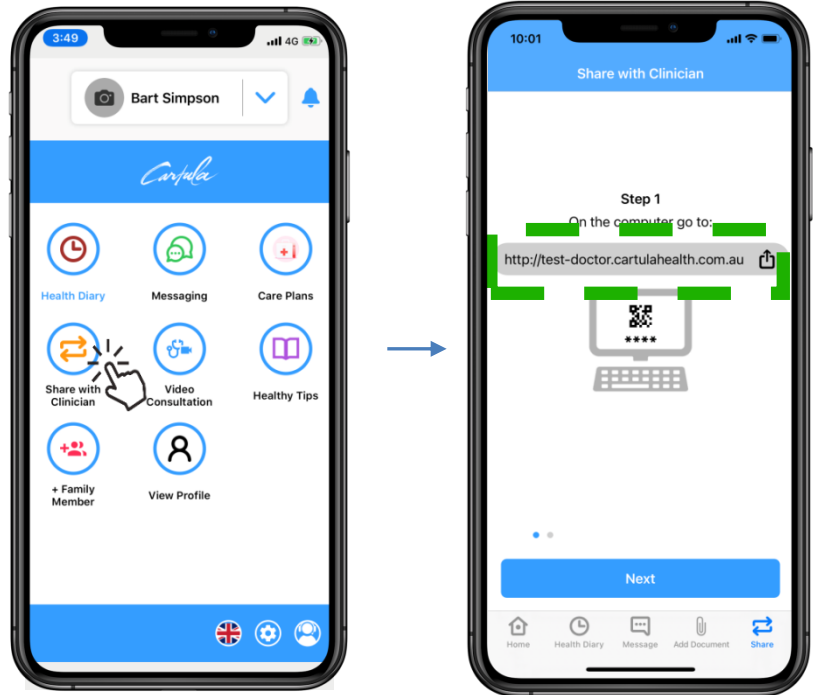 3:49
4G
Bart Simpson
Cartula
Health Diary
Messaging
Care Plans
Share with
Clinician
Video
Consultation
Healthy Tips
+ Family
Member
View Profile
10:01
Share with Clinician
Step 1
On the computer go to:
http://test-doctor.cartulahealth.com.au
****
Next
Home
Health Diary
Message
Add Document
Share